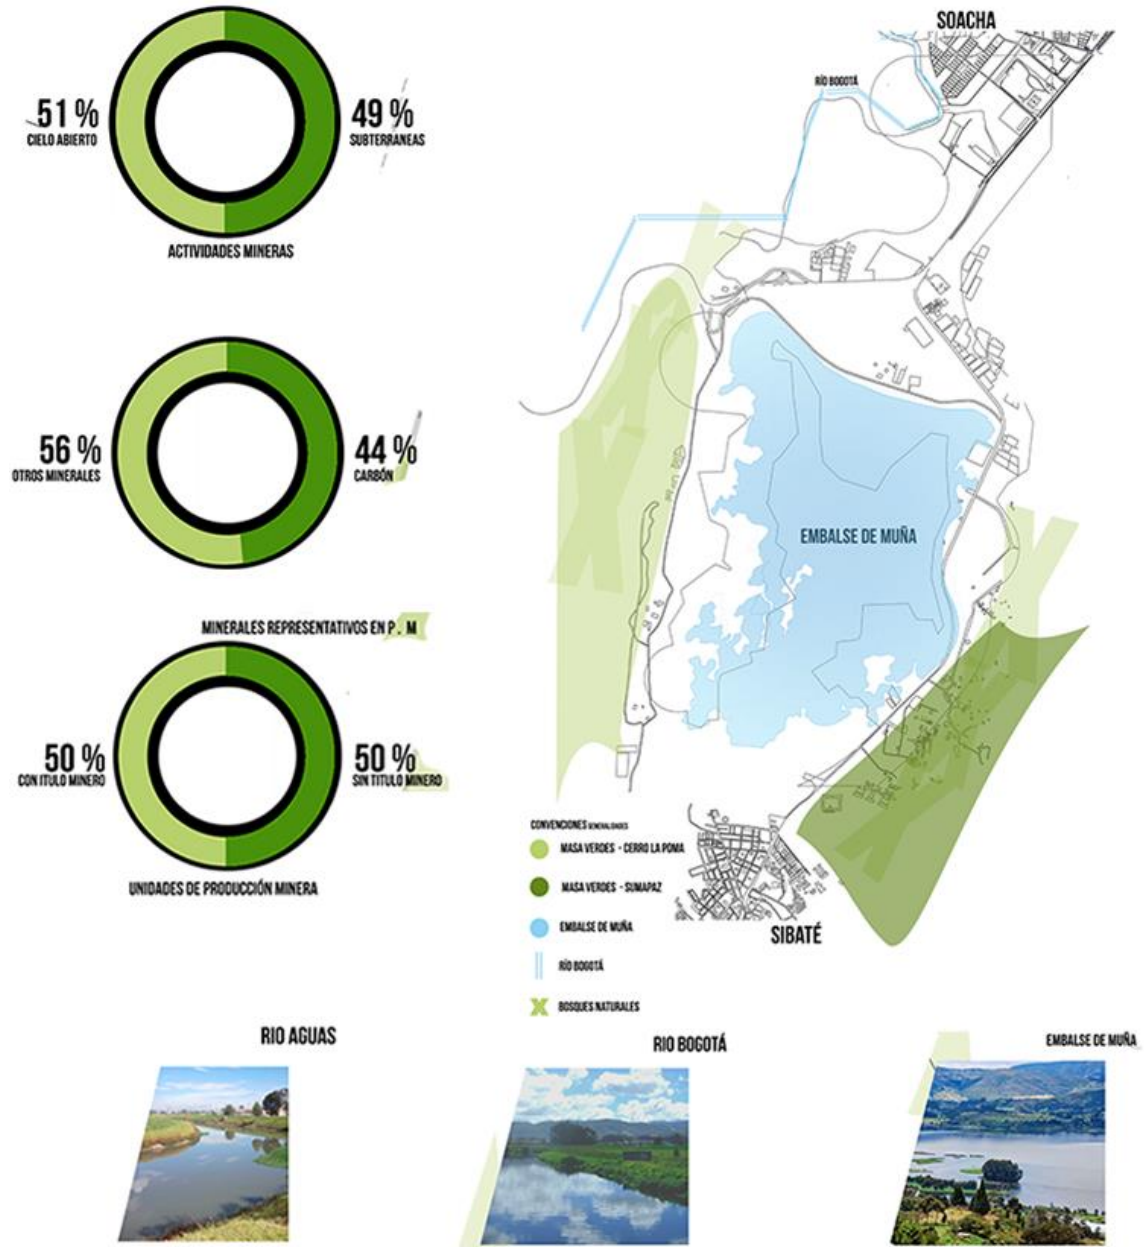 51 %
CIELO ABIERTO
49 %
SUBTERRANEAS
ACTIVIDADES MINERAS
56 %
OTROS MINERALES
44 %
CARBÓN
MINERALES REPRESENTATIVOS EN P . M
50 %
CON ITULO MINERO
50 %
SIN TITULO MINERO
UNIDADES DE PRODUCCIÓN MINERA
SOACHA
RÍO BOGOTÁ
EMBALSE DE MUÑA
SIBATÉ
CONVENCIONES GENERALIDADES
MASA VERDES - CERRO LA POMA
MASA VERDES - SUMAPAZ
EMBALSE DE MUÑA
RÍO BOGOTÁ
BOSQUES NATURALES
RIO AGUAS
RIO BOGOTÁ
EMBALSE DE MUÑA